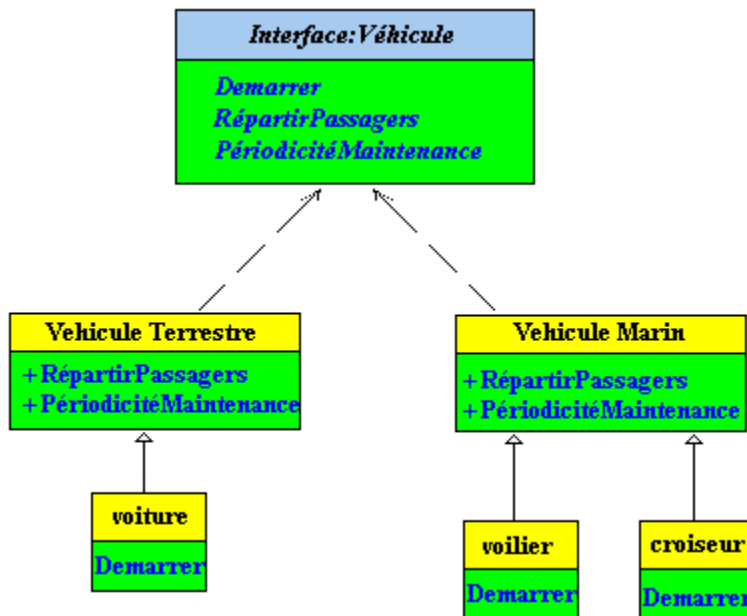 Interface:Véhicule
Demarrer
RépartirPassagers
PériodicitéMaintenance
Vehicule Terrestre
+RépartirPassagers
+PériodicitéMaintenance
Vehicule Marin
+RépartirPassagers
+PériodicitéMaintenance
voiture
Demarrer
voilier
Demarrer
croiseur
Demarrer